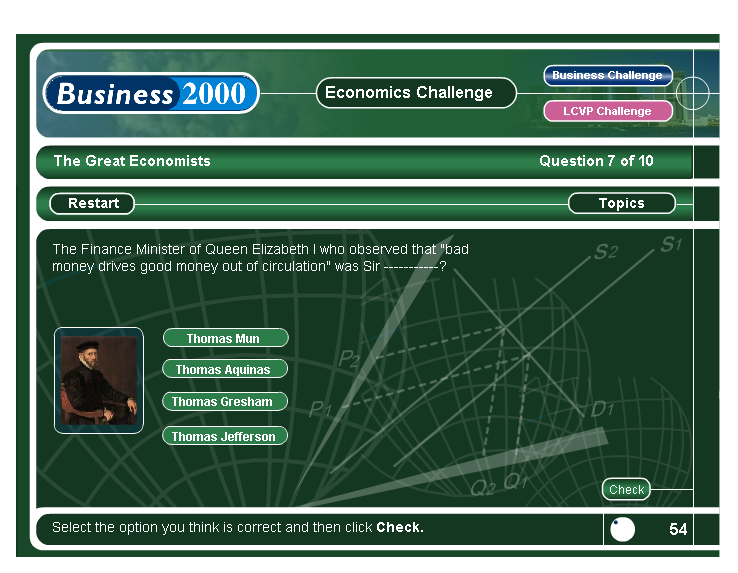 Business 2000
Economics Challenge
Business Challenge
LCVP Challenge
The Great Economists
Question 7 of 10
Restart
Topics
The Finance Minister of Queen Elizabeth I who observed that "bad
money drives good money out of circulation" was Sir -----------?
Thomas Mun
Thomas Aquinas
Thomas Gresham
Thomas Jefferson
S2
S1
P2
P1
D1
Q2
Q1
Check
Select the option you think is correct and then click Check.
54